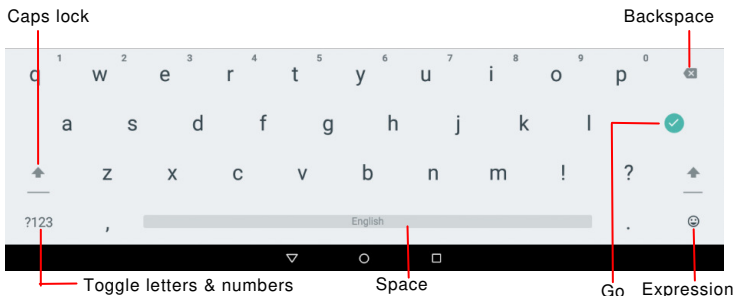 Caps lock Backspace
q 1 w 2 e 3 r 4 t 5 y 6 u 7 i 8 o 9 p 0
a s d f g h j k l
z x c v b n m ! ?
?123 , English .
Toggle letters & numbers Space Go Expression